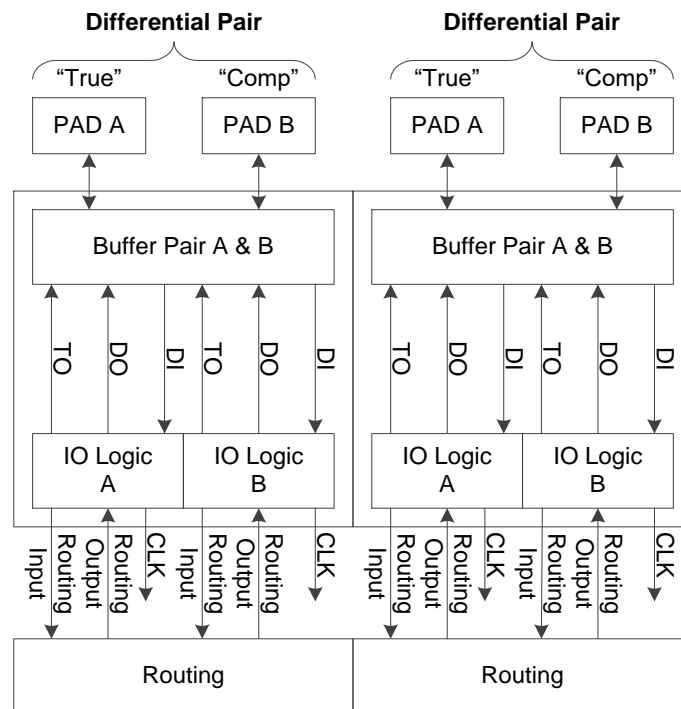 Differential Pair
Differential Pair
“True”
“Comp”
“True”
“Comp”
PAD A
PAD B
PAD A
PAD B
Buffer Pair A & B
Buffer Pair A & B
TO
DO
DI
TO
DO
DI
TO
DO
DI
TO
DO
DI
IO Logic
A
IO Logic
B
IO Logic
A
IO Logic
B
Routing
Input
Routing
Output
CLK
Routing
Input
Routing
Output
CLK
Routing
Input
Routing
Output
CLK
Routing
Input
Routing
Output
CLK
Routing
Routing